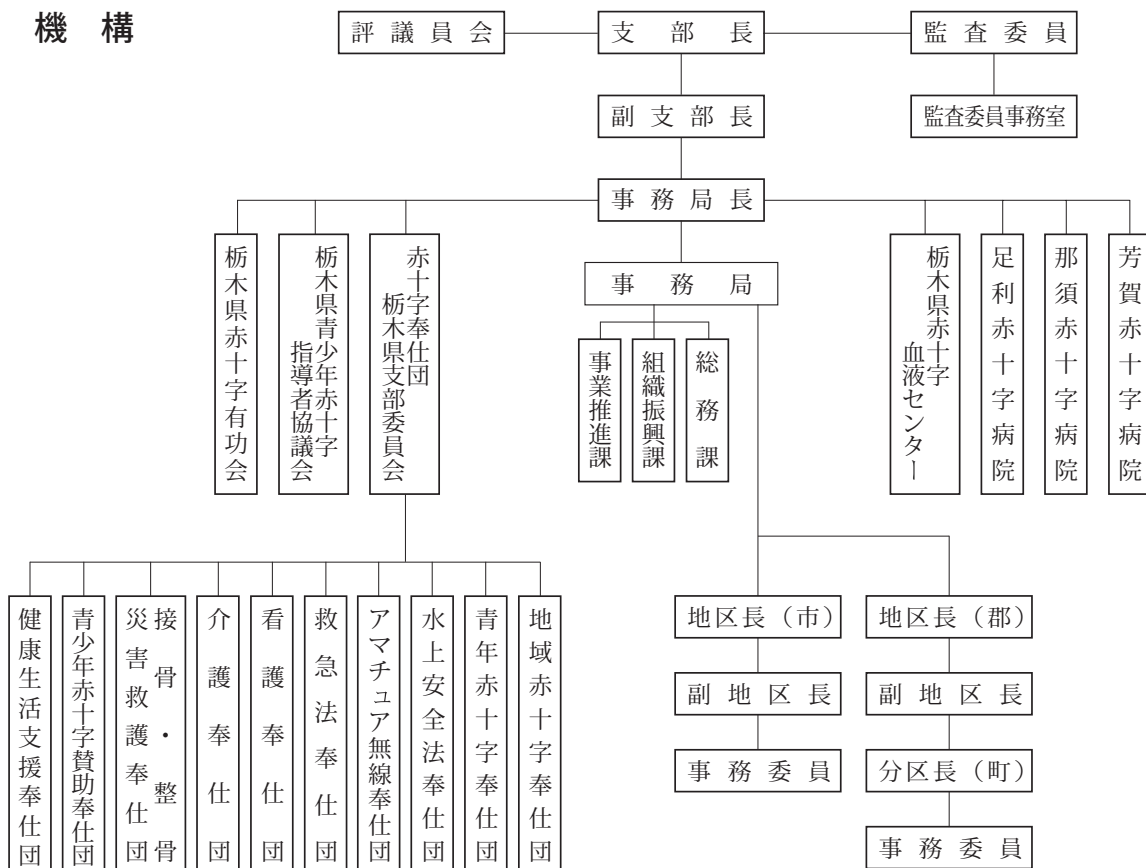 機構
評議員会
支部長
監査委員
副支部長
監査委員事務室
事務局長
栃木県赤十字有功会
栃木県青少年赤十字
指導者協議会
赤十字奉仕団
栃木県支部委員会
事務局
事業推進課
組織振興課
総務課
栃木県赤十字
血液センター
足利赤十字病院
那須赤十字病院
芳賀赤十字病院
健康生活支援奉仕団
青少年赤十字賛助奉仕団
接骨・整骨
災害救護奉仕団
介護奉仕団
看護奉仕団
救急法奉仕団
アマチュア無線奉仕団
水上安全法奉仕団
青年赤十字奉仕団
地域赤十字奉仕団
地区長（市）
地区長（郡）
副地区長
副地区長
事務委員
分区長（町）
事務委員